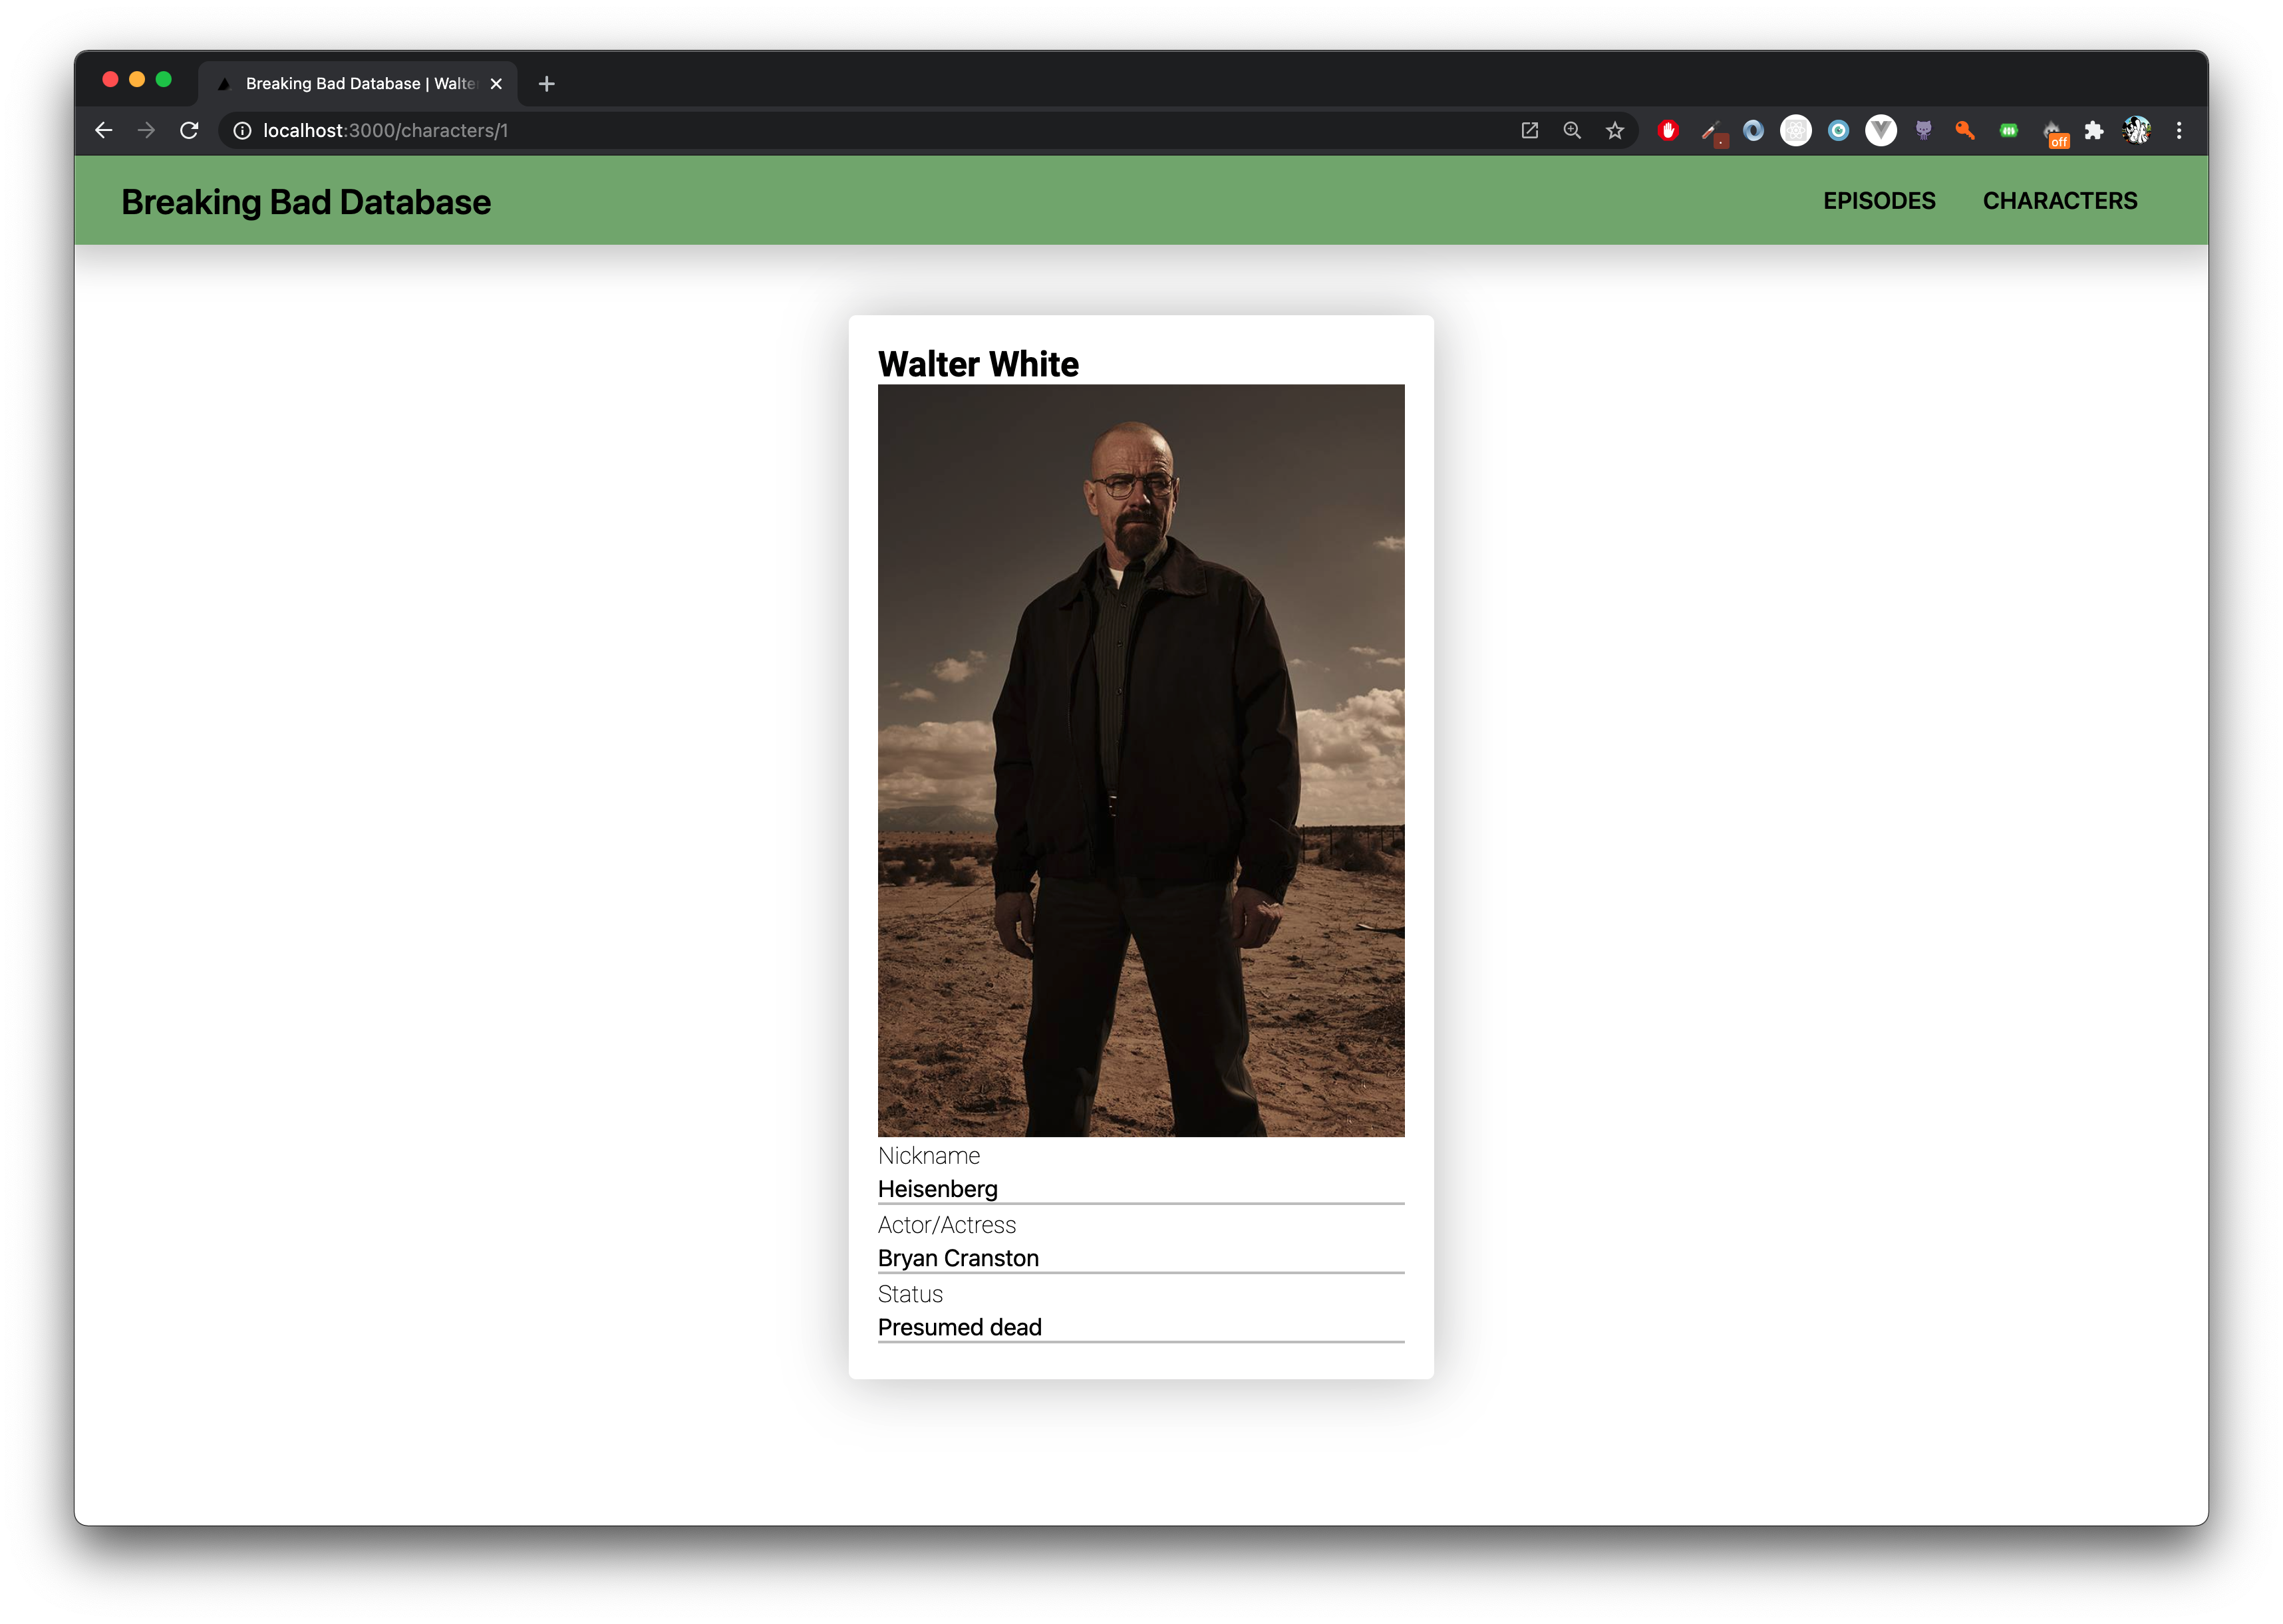 Breaking Bad Database | Walte
localhost:3000/characters/1
off
Breaking Bad Database
EPISODES
CHARACTERS
Walter White
Nickname
Heisenberg
Actor/Actress
Bryan Cranston
Status
Presumed dead